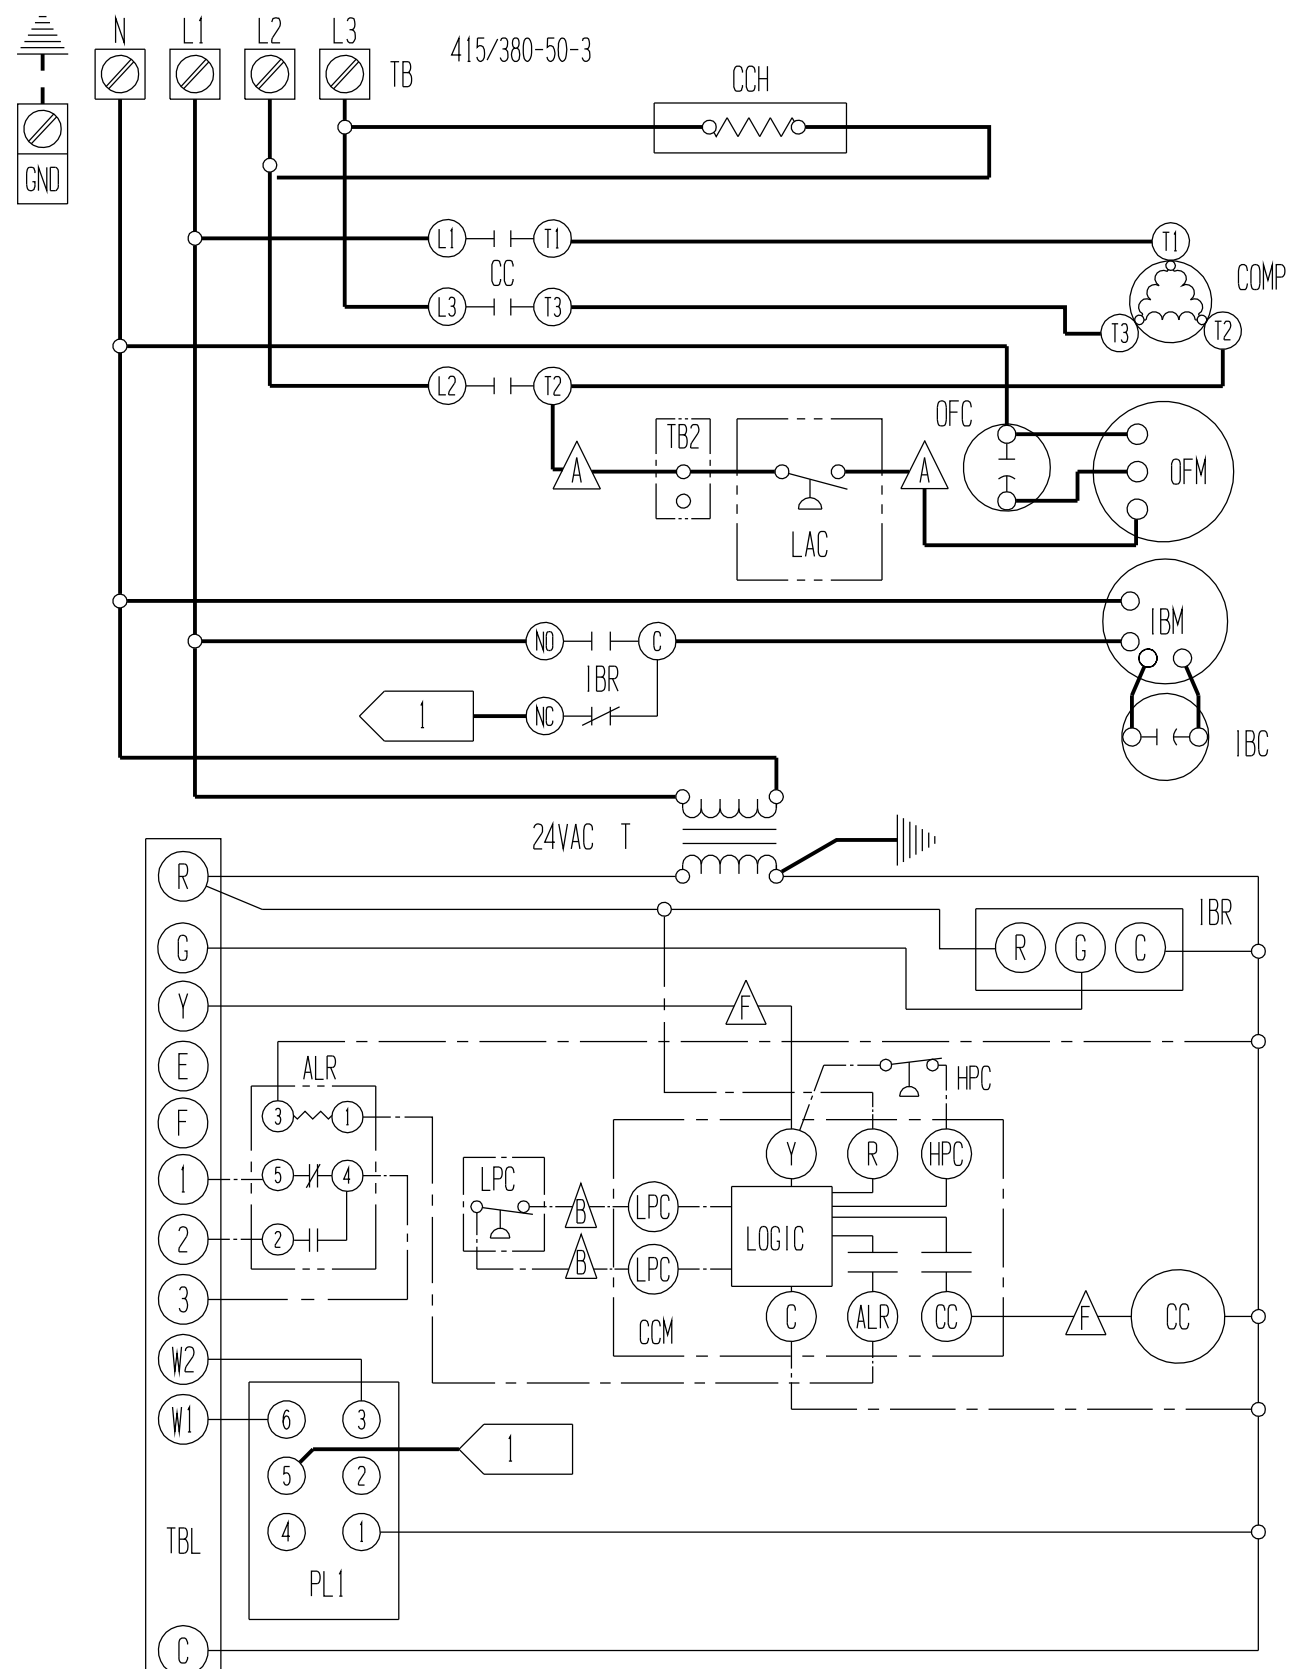 N L1 L2 L3
415/380-50-3
TB
CCH
GND
L1 T1 T1
CC
COMP
L3 T3 T3 T2
L2 T2
OFC
TB2
A A OFM
LAC
IBM
NO C
IBR
1 NC
IBC
24VAC T
R
IBR
G R G C
Y F
E ALR HPC
F 3 1
Y R HPC
1 5 4 LPC
B LPC
2 2 LOGIC
B LPC
3 C ALR CC F CC
CCM
W2
W1 6 3
1
5 2
4 1
TBL
PL1
C